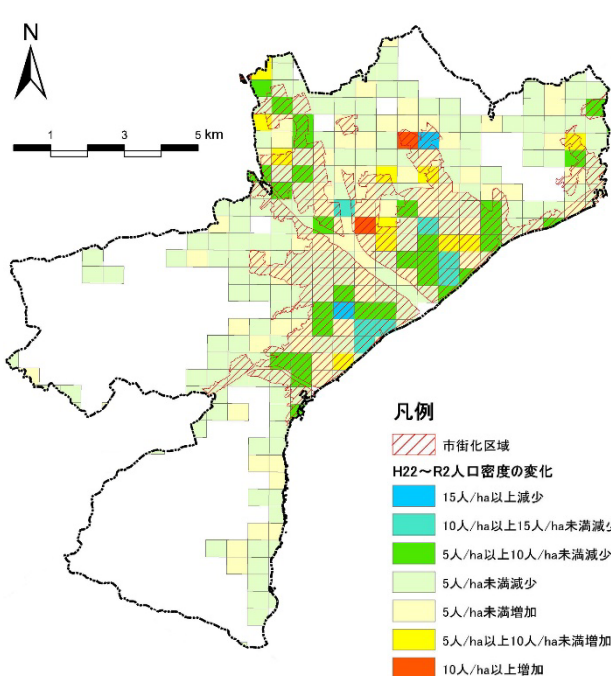 N
1 3 5 km
凡例
市街化区域
H22～R2人口密度の変化
15人/ha以上減少
10人/ha以上15人/ha未満減少
5人/ha以上10人/ha未満減少
5人/ha未満減少
5人/ha未満増加
5人/ha以上10人/ha未満増加
10人/ha以上増加